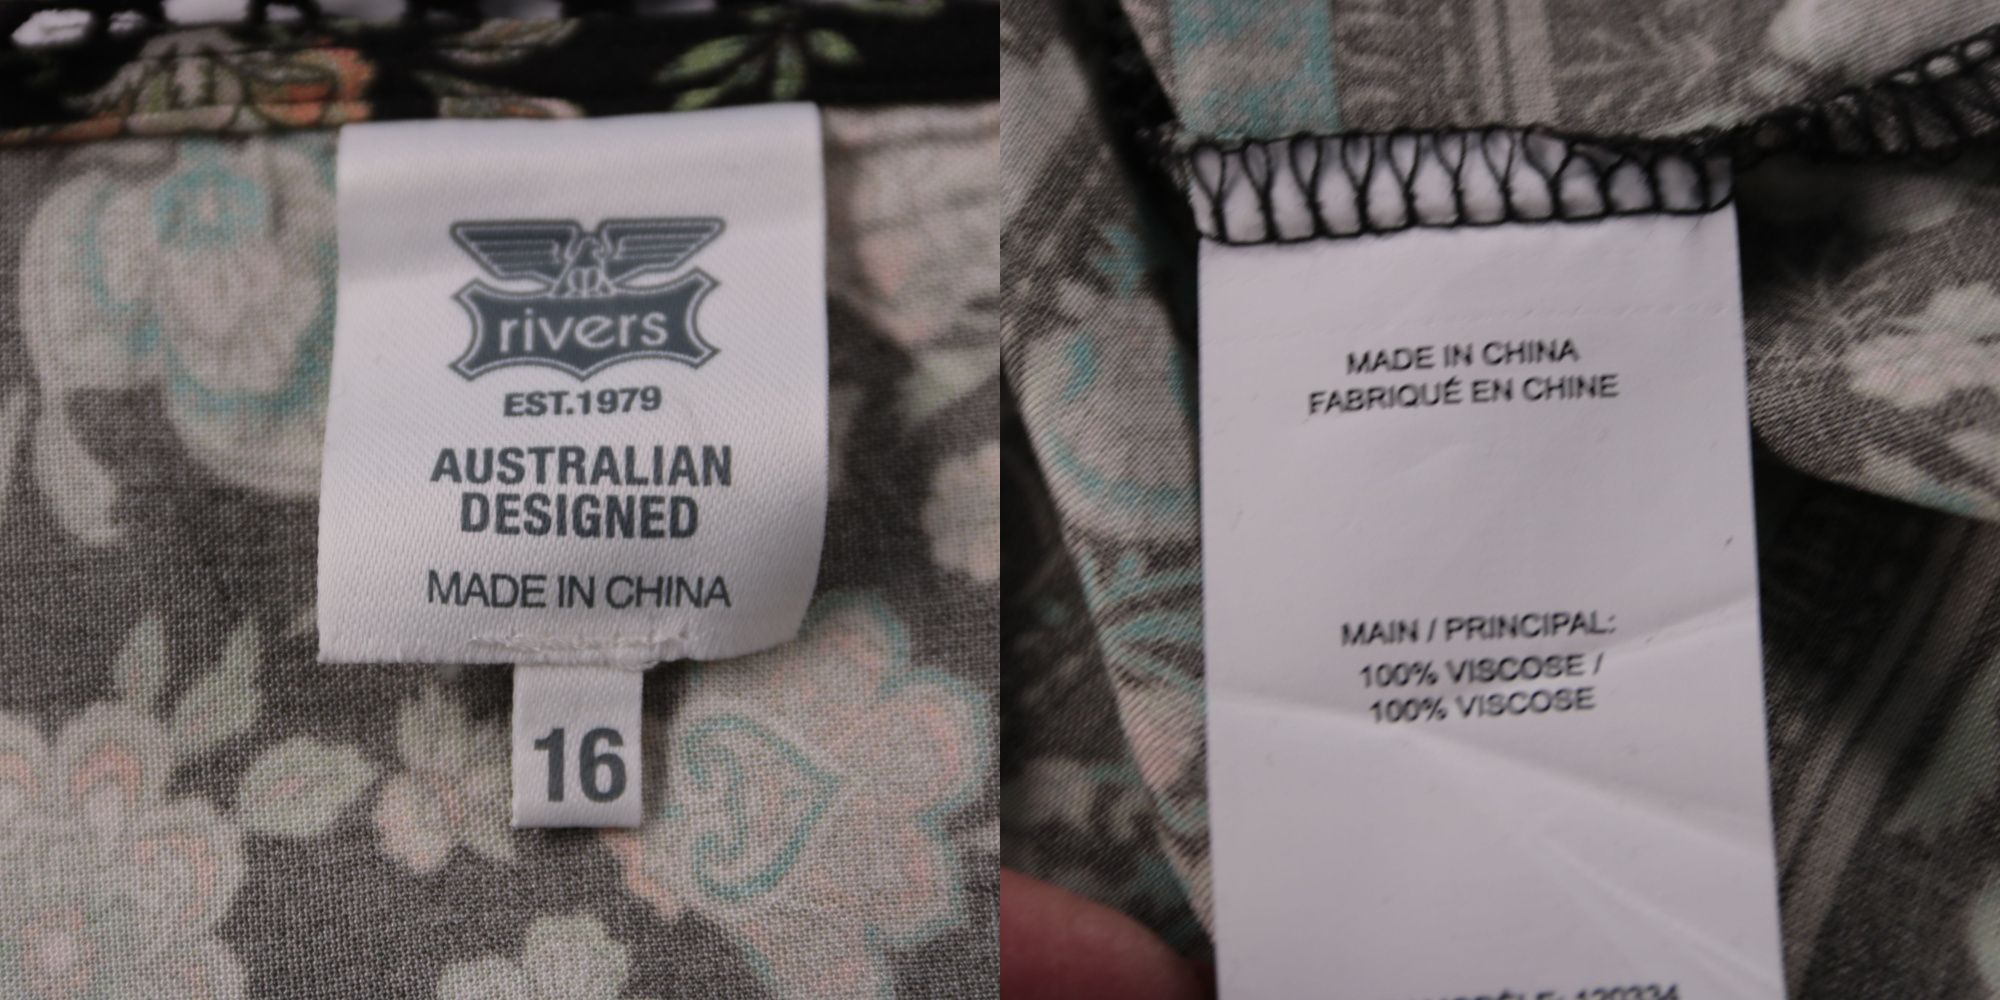 rivers
EST.1979
AUSTRALIAN
DESIGNED
MADE IN CHINA
16
MADE IN CHINA
FABRIQUÉ EN CHINE
MAIN / PRINCIPAL:
100% VISCOSE /
100% VISCOSE